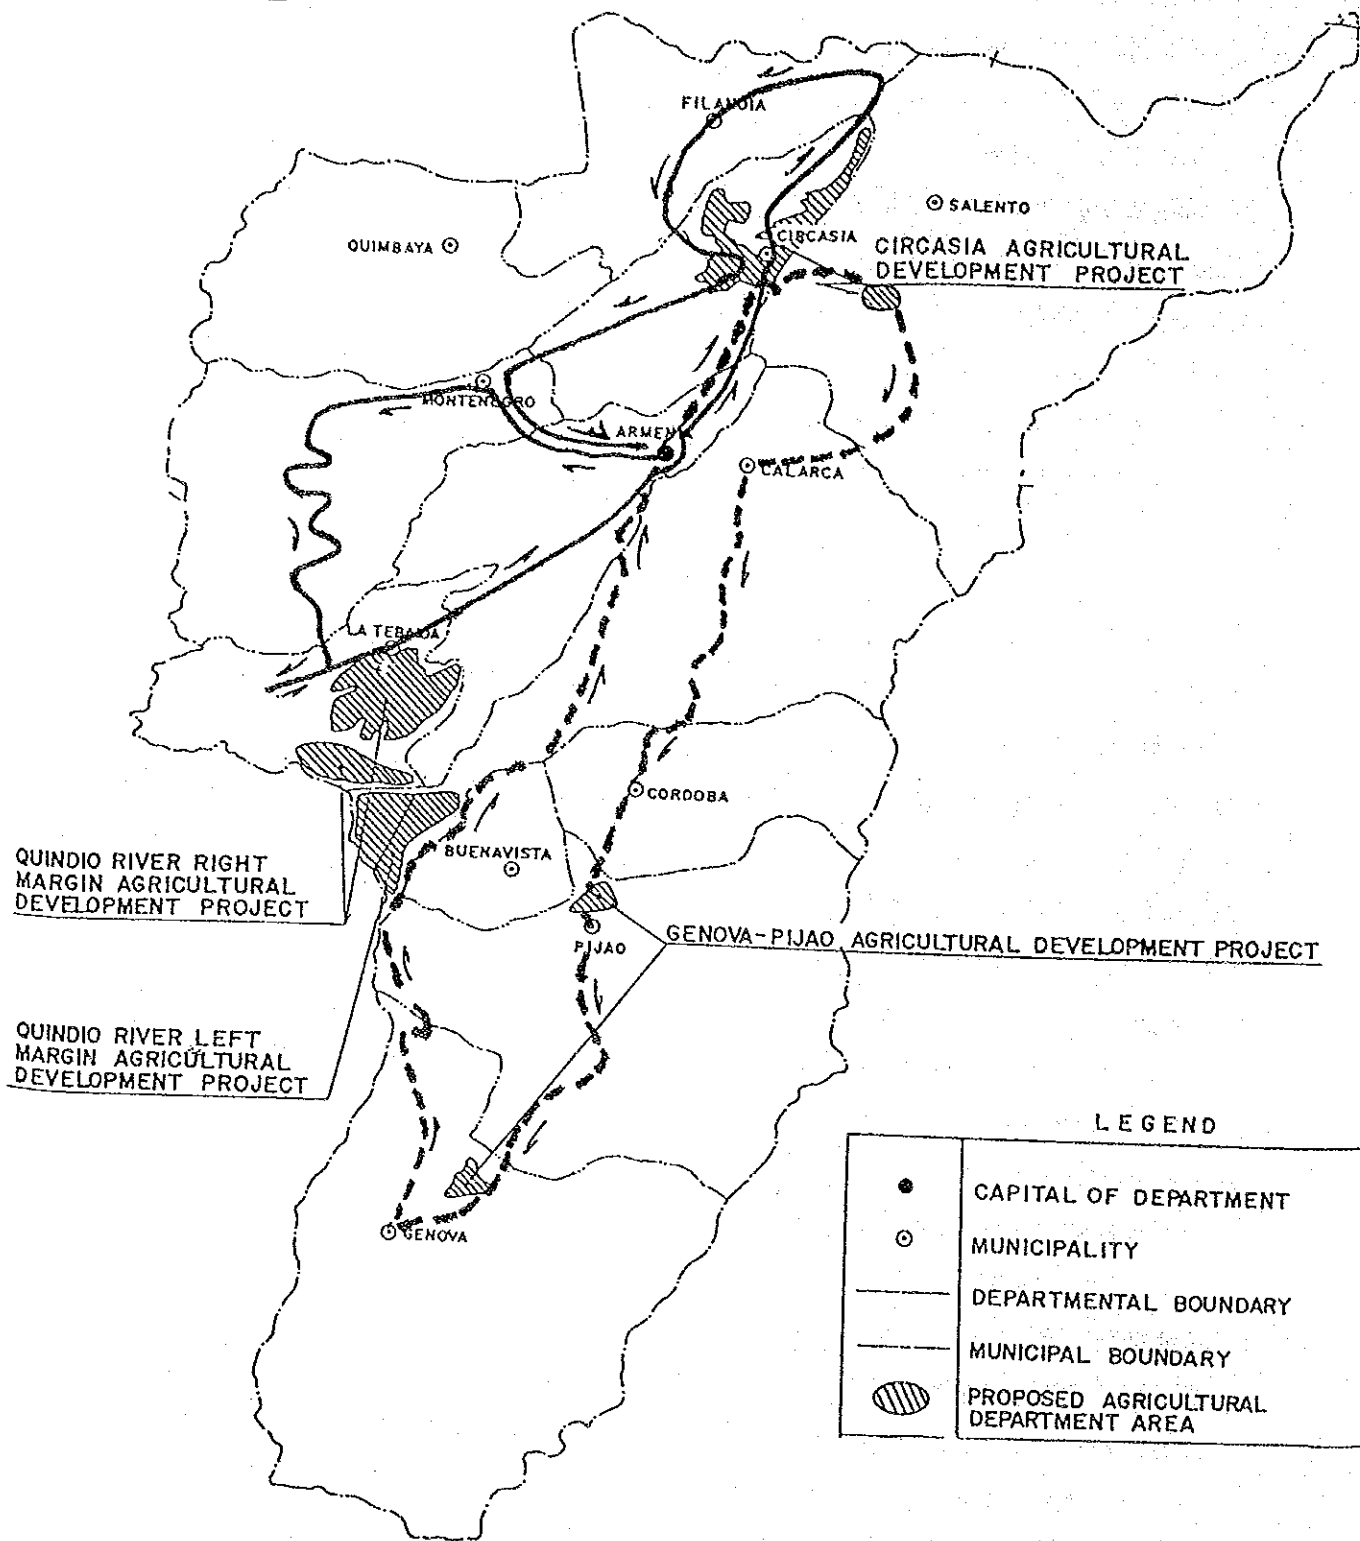 FILANDIA
SALENTO
QUIMBAYA
CIRCASIA
CIRCASIA AGRICULTURAL
DEVELOPMENT PROJECT
MONTENEGRO
ARMENIA
CALARCA
LA TEBAIDA
CORDOBA
BUENAVISTA
QUINDIO RIVER RIGHT
MARGIN AGRICULTURAL
DEVELOPMENT PROJECT
PIJAO
GENOVA-PIJAO AGRICULTURAL DEVELOPMENT PROJECT
QUINDIO RIVER LEFT
MARGIN AGRICULTURAL
DEVELOPMENT PROJECT
GENOVA
LEGEND
CAPITAL OF DEPARTMENT
MUNICIPALITY
DEPARTMENTAL BOUNDARY
MUNICIPAL BOUNDARY
PROPOSED AGRICULTURAL
DEPARTMENT AREA